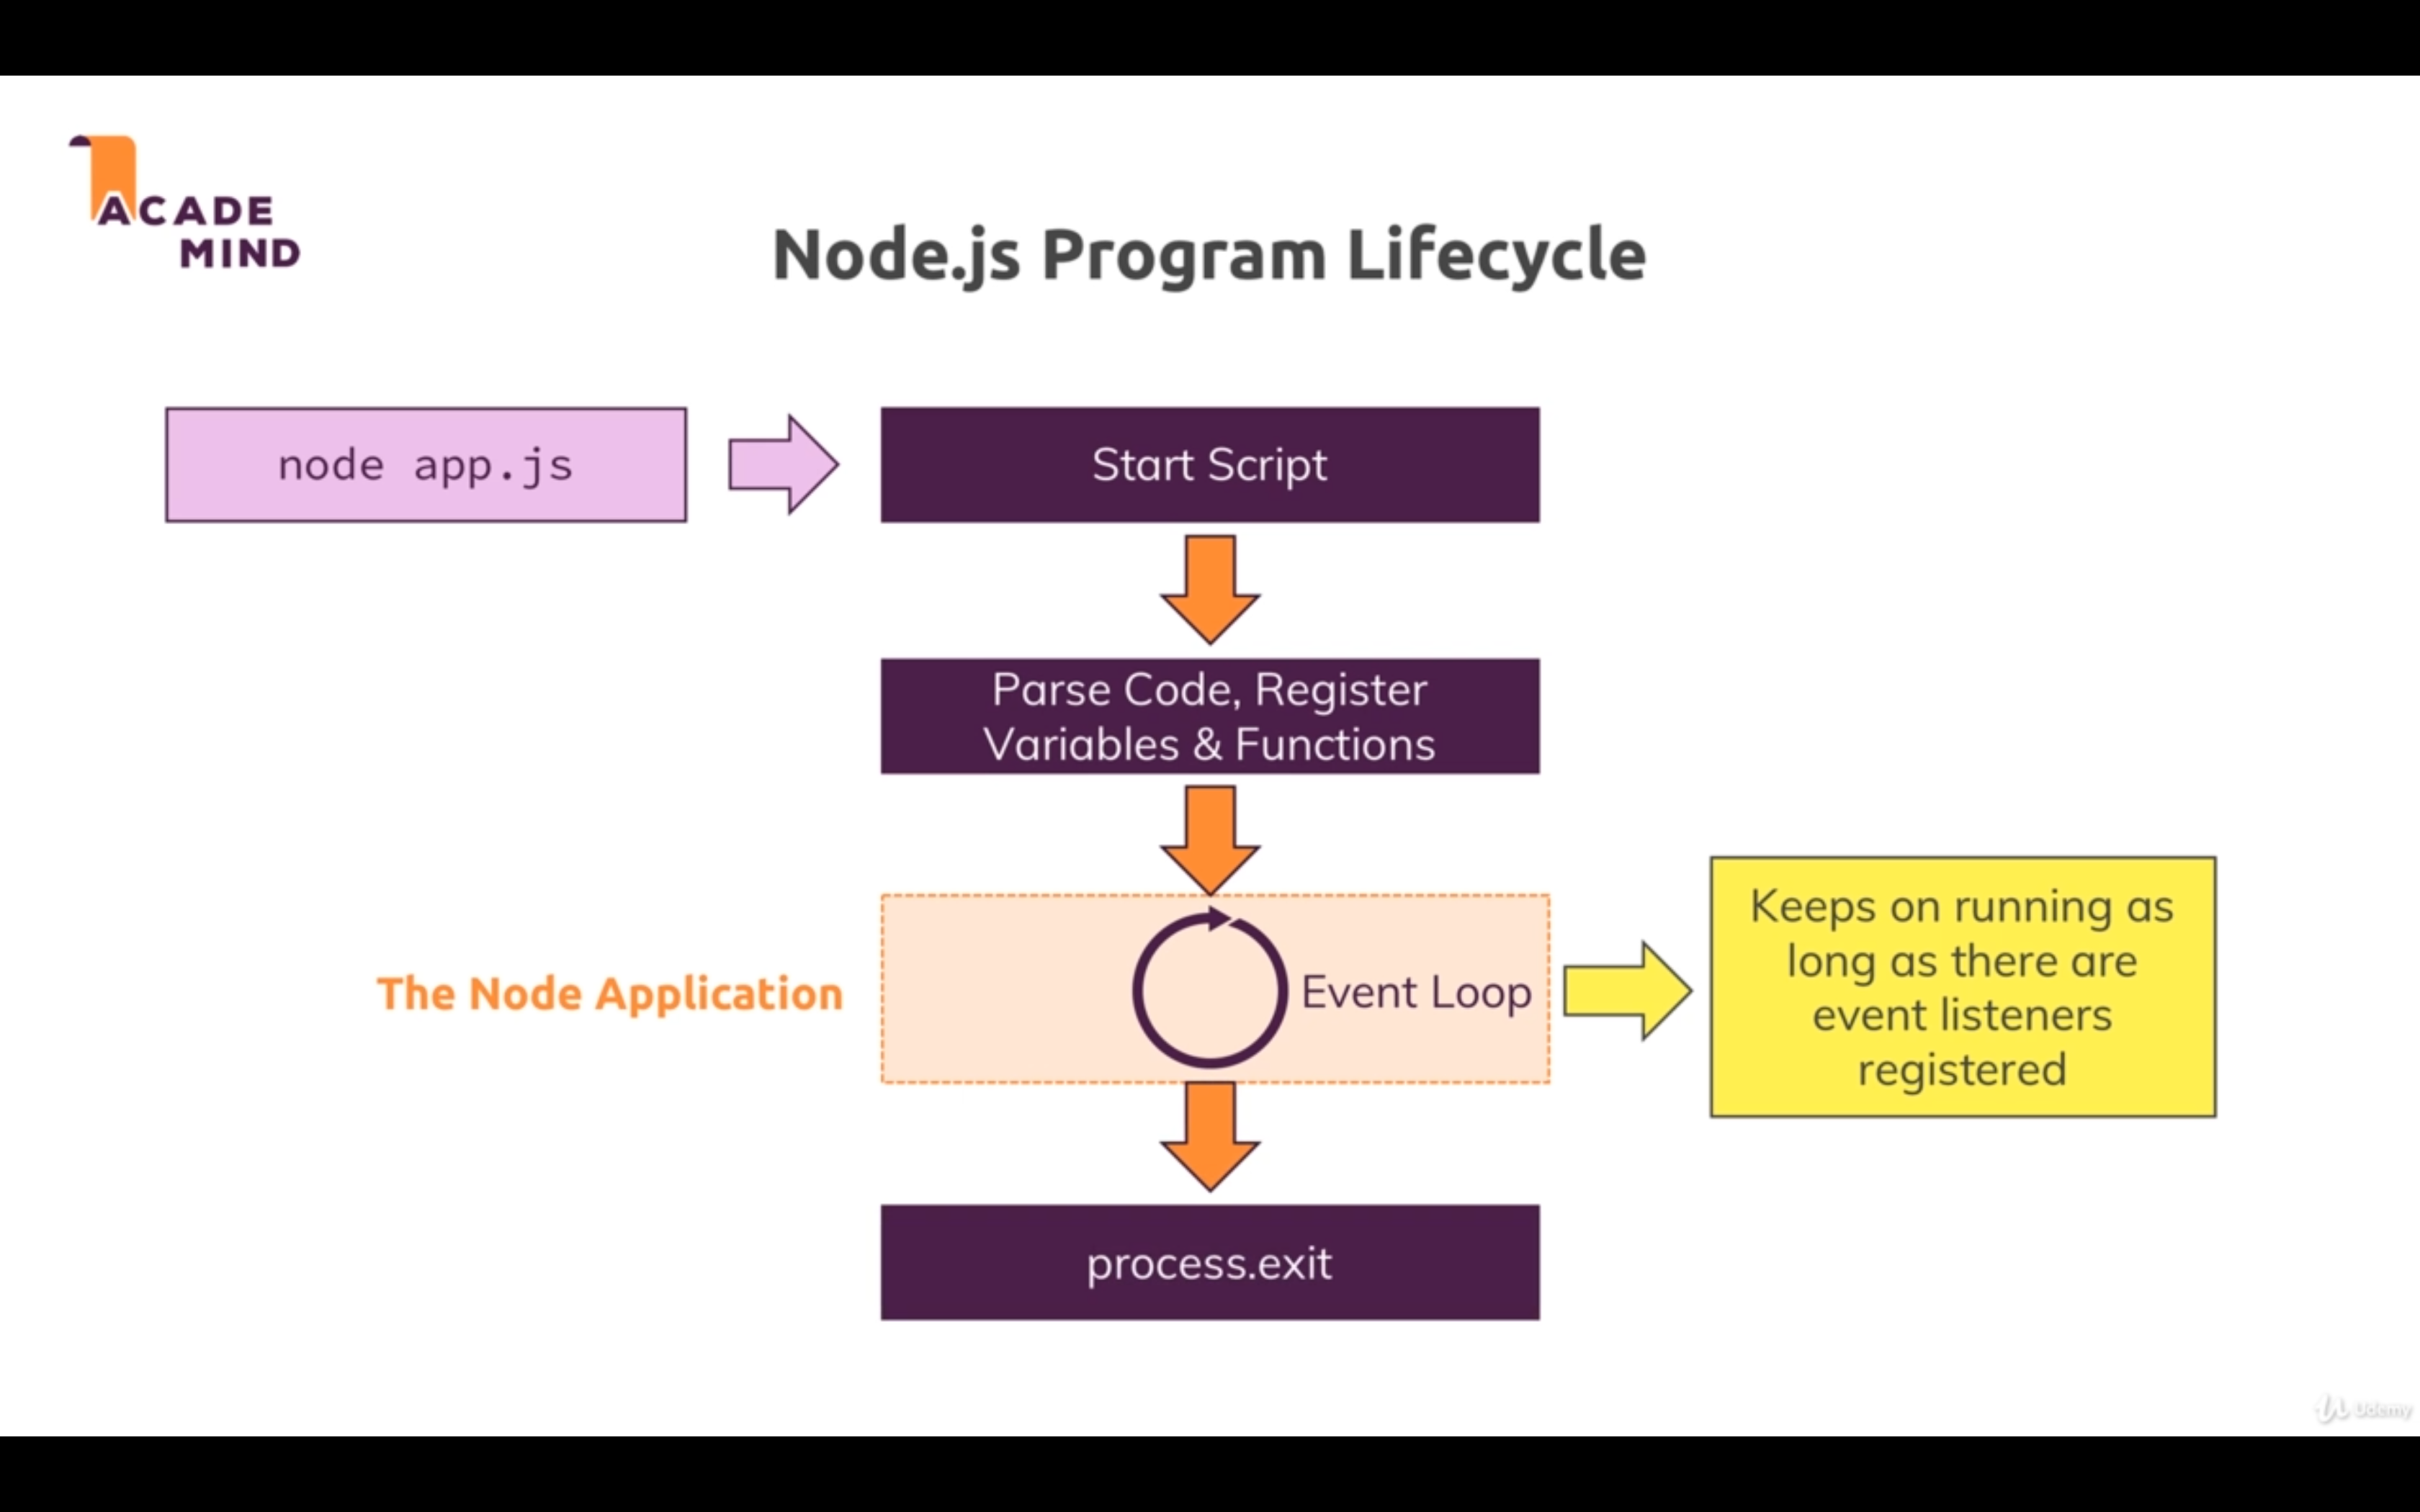 ACADE
MIND
Node.js Program Lifecycle
node app.js
Start Script
Parse Code, Register
Variables & Functions
The Node Application
Event Loop
Keeps on running as
long as there are
event listeners
registered
process.exit
Udemy